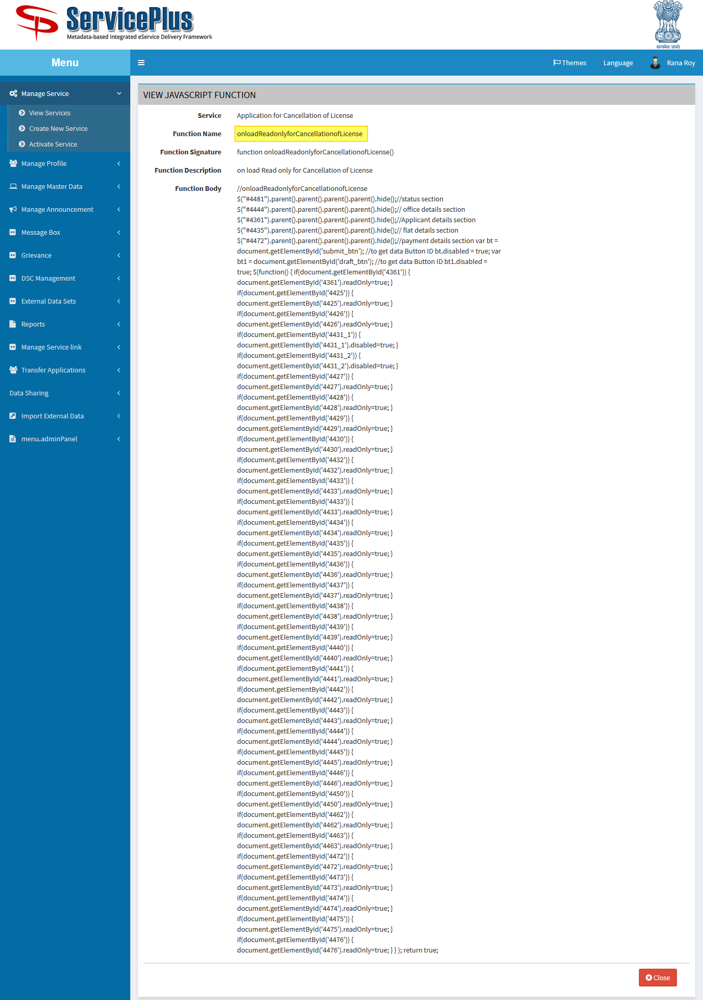 ServicePlus
Metadata-based Integrated eService Delivery Framework
सत्यमेव जयते
Menu
Themes
Language
Rana Roy
Manage Service
View Services
Create New Service
Activate Service
Manage Profile
Manage Master Data
Manage Announcement
Message Box
Grievance
DSC Management
External Data Sets
Reports
Manage Service link
Transfer Applications
Data Sharing
Import External Data
menu.adminPanel
VIEW JAVASCRIPT FUNCTION
Service Application for Cancellation of License
Function Name onloadReadonlyforCancellationofLicense
Function Signature function onloadReadonlyforCancellationofLicense()
Function Description on load Read only for Cancellation of License
Function Body //onloadReadonlyforCancellationofLicense
$("#4481").parent().parent().parent().parent().hide();//status section
$("#4444").parent().parent().parent().parent().hide();// office details section
$("#4361").parent().parent().parent().parent().hide();//Applicant details section
$("#4435").parent().parent().parent().parent().hide();// flat details section
$("#4472").parent().parent().parent().parent().hide();//payment details section var bt =
document.getElementById('submit_btn'); //to get data Button ID bt.disabled = true; var
bt1 = document.getElementById('draft_btn'); //to get data Button ID bt1.disabled =
true; $(function() { if(document.getElementById('4361')) {
document.getElementById('4361').readOnly=true; }
if(document.getElementById('4425')) {
document.getElementById('4425').readOnly=true; }
if(document.getElementById('4426')) {
document.getElementById('4426').readOnly=true; }
if(document.getElementById('4431_1')) {
document.getElementById('4431_1').disabled=true; }
if(document.getElementById('4431_2')) {
document.getElementById('4431_2').disabled=true; }
if(document.getElementById('4427')) {
document.getElementById('4427').readOnly=true; }
if(document.getElementById('4428')) {
document.getElementById('4428').readOnly=true; }
if(document.getElementById('4429')) {
document.getElementById('4429').readOnly=true; }
if(document.getElementById('4430')) {
document.getElementById('4430').readOnly=true; }
if(document.getElementById('4432')) {
document.getElementById('4432').readOnly=true; }
if(document.getElementById('4433')) {
document.getElementById('4433').readOnly=true; }
if(document.getElementById('4433')) {
document.getElementById('4433').readOnly=true; }
if(document.getElementById('4434')) {
document.getElementById('4434').readOnly=true; }
if(document.getElementById('4435')) {
document.getElementById('4435').readOnly=true; }
if(document.getElementById('4436')) {
document.getElementById('4436').readOnly=true; }
if(document.getElementById('4437')) {
document.getElementById('4437').readOnly=true; }
if(document.getElementById('4438')) {
document.getElementById('4438').readOnly=true; }
if(document.getElementById('4439')) {
document.getElementById('4439').readOnly=true; }
if(document.getElementById('4440')) {
document.getElementById('4440').readOnly=true; }
if(document.getElementById('4441')) {
document.getElementById('4441').readOnly=true; }
if(document.getElementById('4442')) {
document.getElementById('4442').readOnly=true; }
if(document.getElementById('4443')) {
document.getElementById('4443').readOnly=true; }
if(document.getElementById('4444')) {
document.getElementById('4444').readOnly=true; }
if(document.getElementById('4445')) {
document.getElementById('4445').readOnly=true; }
if(document.getElementById('4446')) {
document.getElementById('4446').readOnly=true; }
if(document.getElementById('4450')) {
document.getElementById('4450').readOnly=true; }
if(document.getElementById('4462')) {
document.getElementById('4462').readOnly=true; }
if(document.getElementById('4463')) {
document.getElementById('4463').readOnly=true; }
if(document.getElementById('4472')) {
document.getElementById('4472').readOnly=true; }
if(document.getElementById('4473')) {
document.getElementById('4473').readOnly=true; }
if(document.getElementById('4474')) {
document.getElementById('4474').readOnly=true; }
if(document.getElementById('4475')) {
document.getElementById('4475').readOnly=true; }
if(document.getElementById('4476')) {
document.getElementById('4476').readOnly=true; } } ); return true;
Close